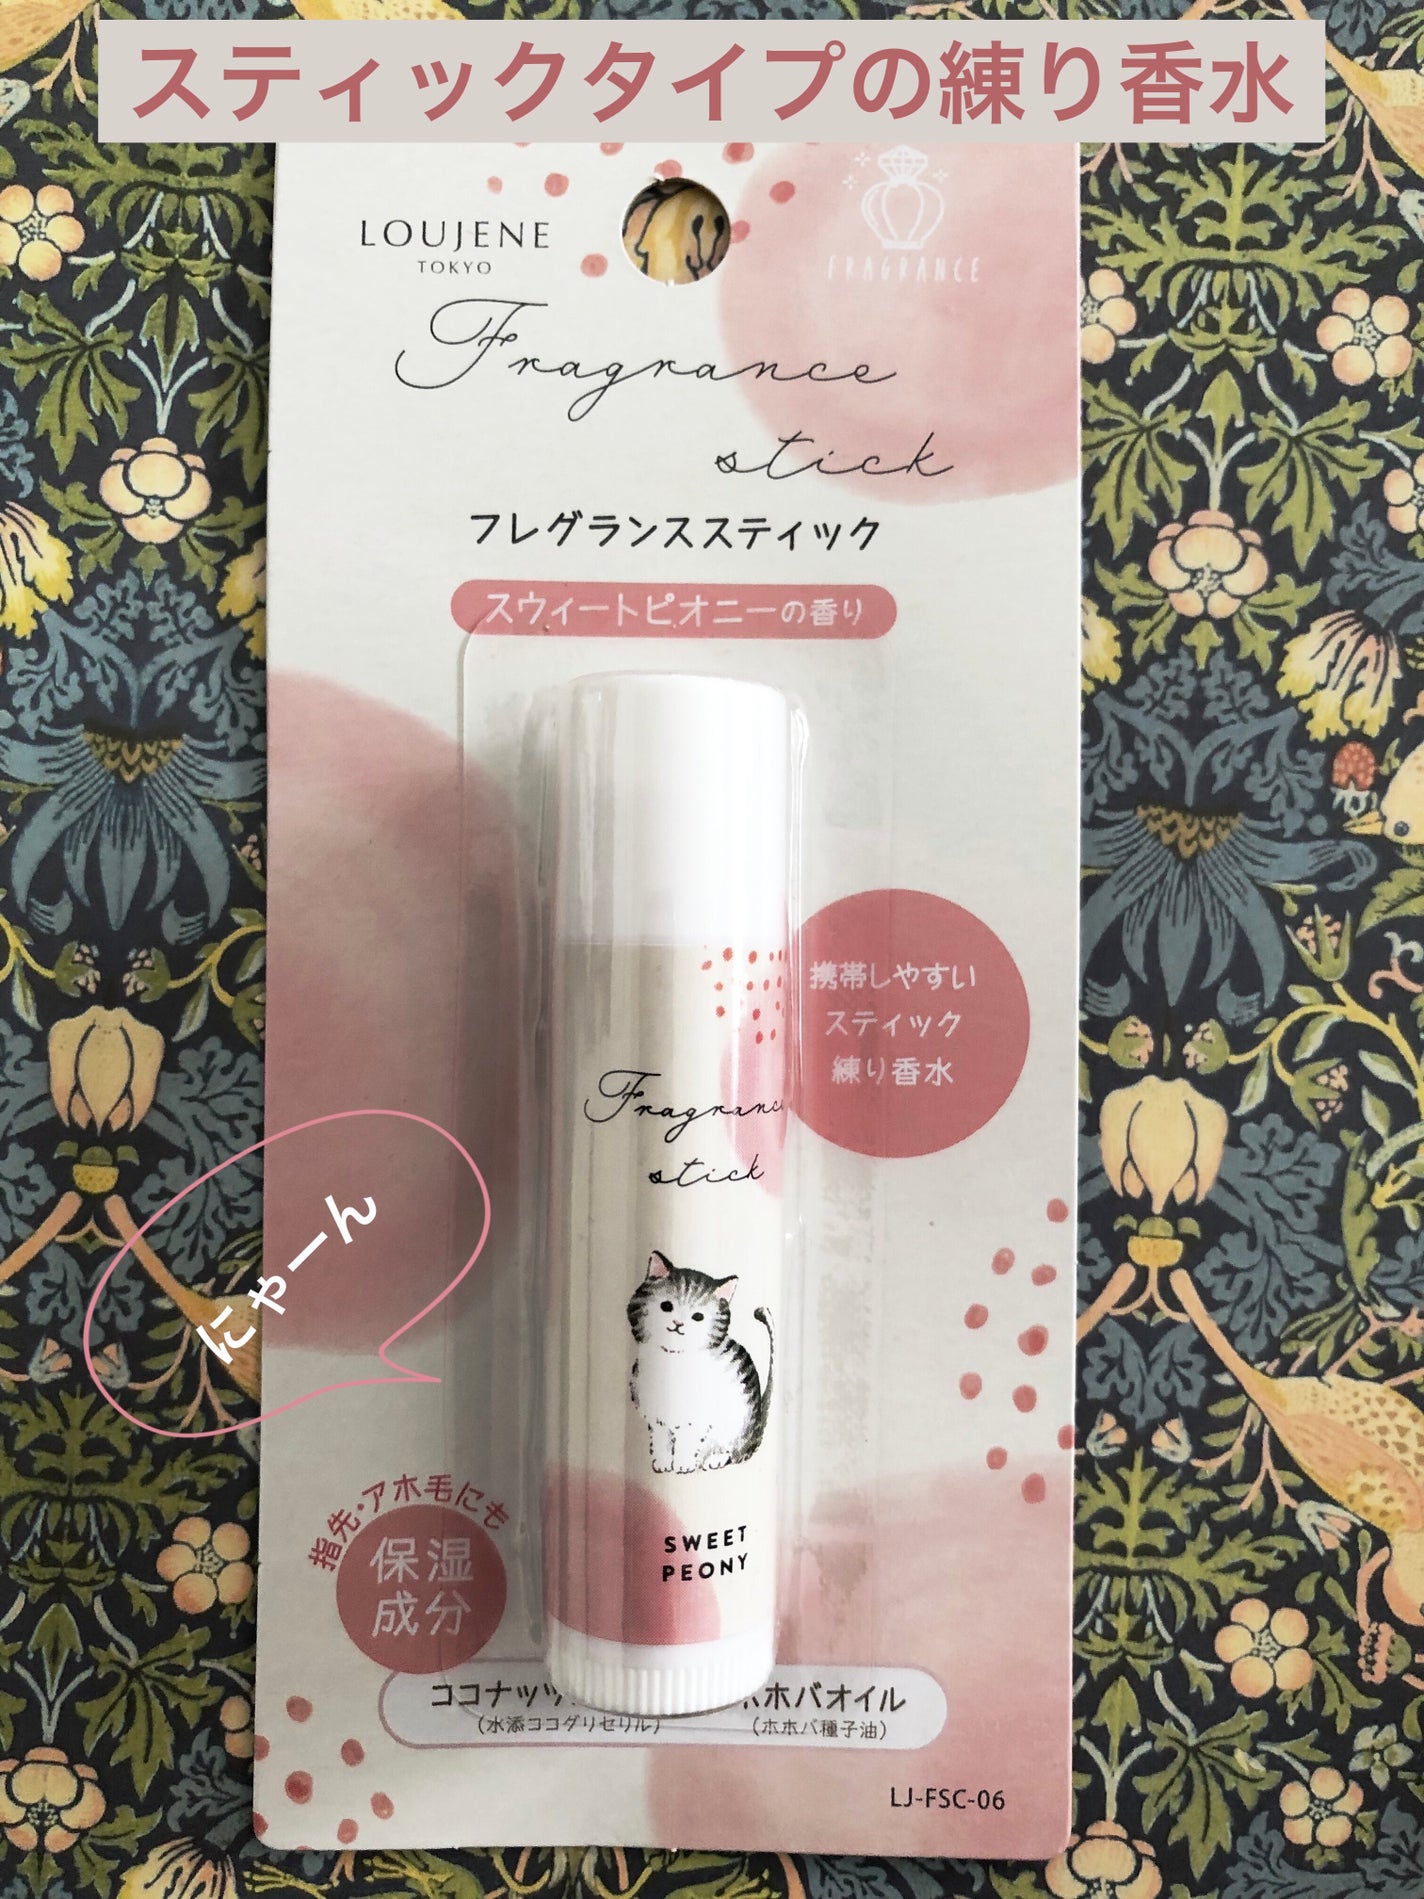 スティックタイプの練り香水
LOUJENE
TOKYO
FRAGRANCE
Fragrance
stick
フレグランススティック
スウィートピオニーの香り
携帯しやすい
スティック
練り香水
Fragrance
stick
にゃーん
SWEET
PEONY
指先・アホ毛にも
保湿
成分
ココナッツ
ホホバオイル
(水添ココグリセリル)
(ホホバ種子油)
LJ-FSC-06